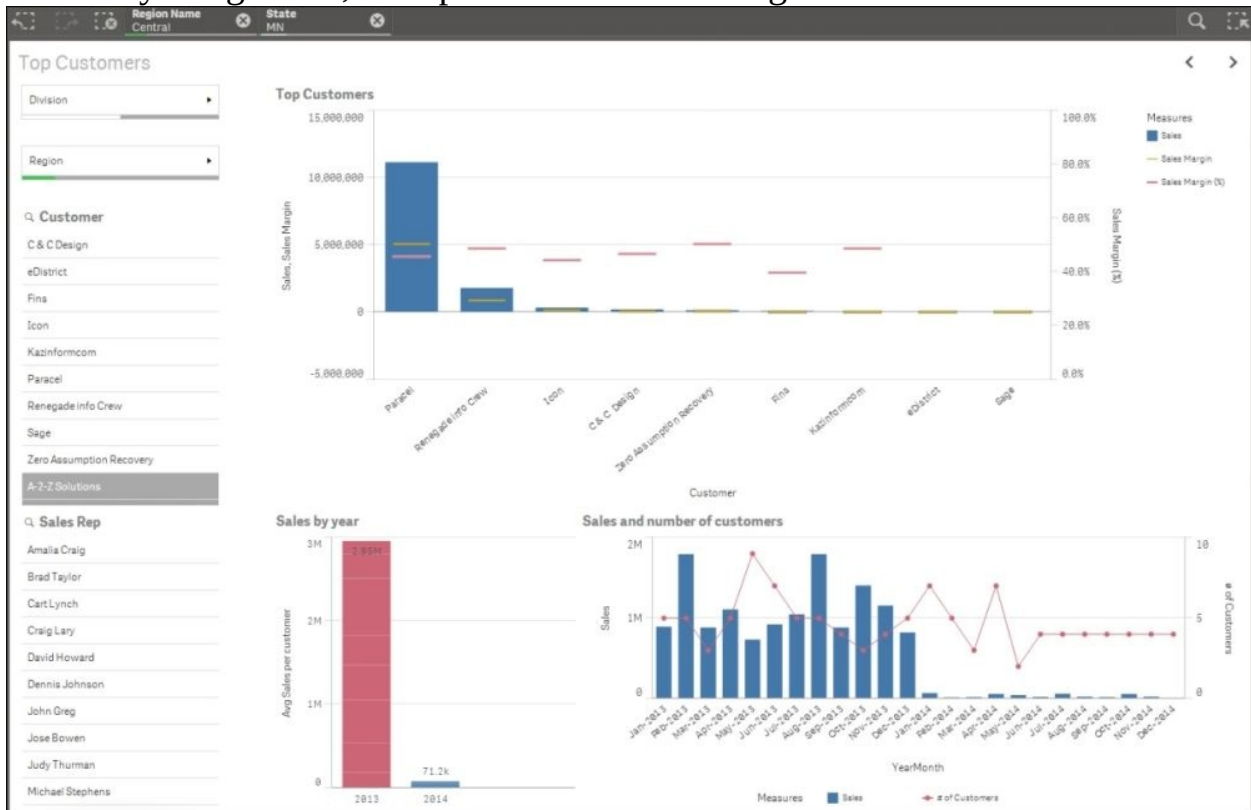 Region Name
Central
State
MN
Top Customers
Division
Region
Customer
C & C Design
eDistrict
Fins
Icon
Kazinformcom
Paracel
Renegade info Crew
Sage
Zero Assumption Recovery
A-2-Z Solutions
Sales Rep
Amalia Craig
Brad Taylor
Cart Lynch
Craig Lary
David Howard
Dennis Johnson
John Greg
Jose Bowen
Judy Thurman
Michael Stephens
Top Customers
15,000,000
10,000,000
5,000,000
0
-5,000,000
Sales, Sales Margin
100.0%
80.0%
60.0%
40.0%
20.0%
0.0%
Sales Margin (%)
Measures
Sales
Sales Margin
Sales Margin (%)
Paracel
Renegade info Crew
Icon
C & C Design
Zero Assumption Recovery
Fins
Kazinformcom
eDistrict
Sage
Customer
Sales by year
3M
2M
1M
0
Avg Sales per customer
2.95M
71.2k
2013
2014
Sales and number of customers
2M
1M
0
Sales
10
5
0
# of Customers
Jan-2013
Feb-2013
Mar-2013
Apr-2013
May-2013
Jun-2013
Jul-2013
Aug-2013
Sep-2013
Oct-2013
Nov-2013
Dec-2013
Jan-2014
Feb-2014
Mar-2014
Apr-2014
May-2014
Jun-2014
Jul-2014
Aug-2014
Sep-2014
Oct-2014
Nov-2014
Dec-2014
YearMonth
Measures
Sales
# of Customers